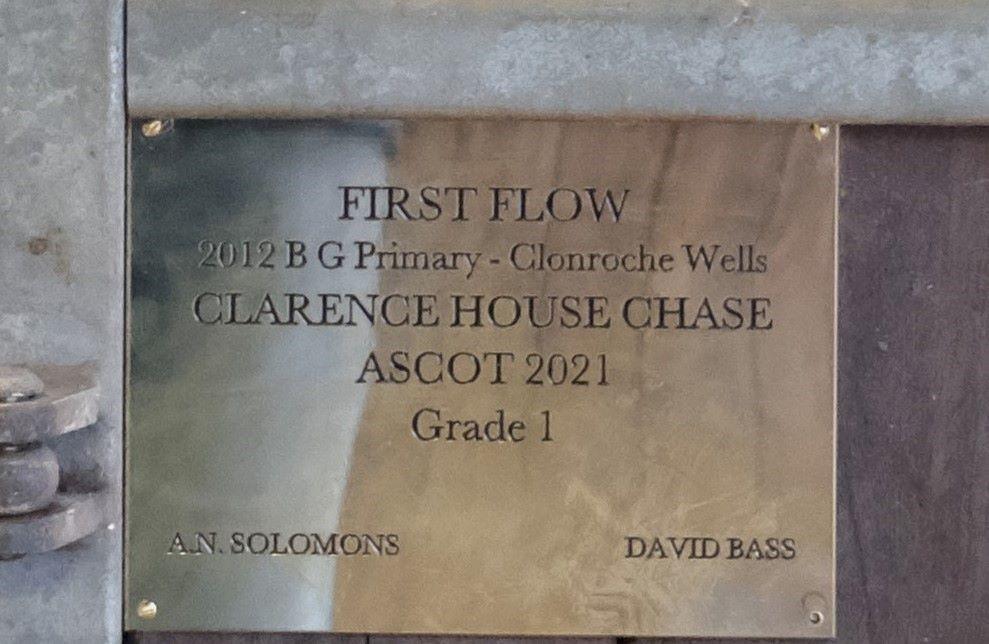 FIRST FLOW
2012 B G Primary - Clonroche Wells
CLARENCE HOUSE CHASE
ASCOT 2021
Grade 1
A.N. SOLOMONS DAVID BASS